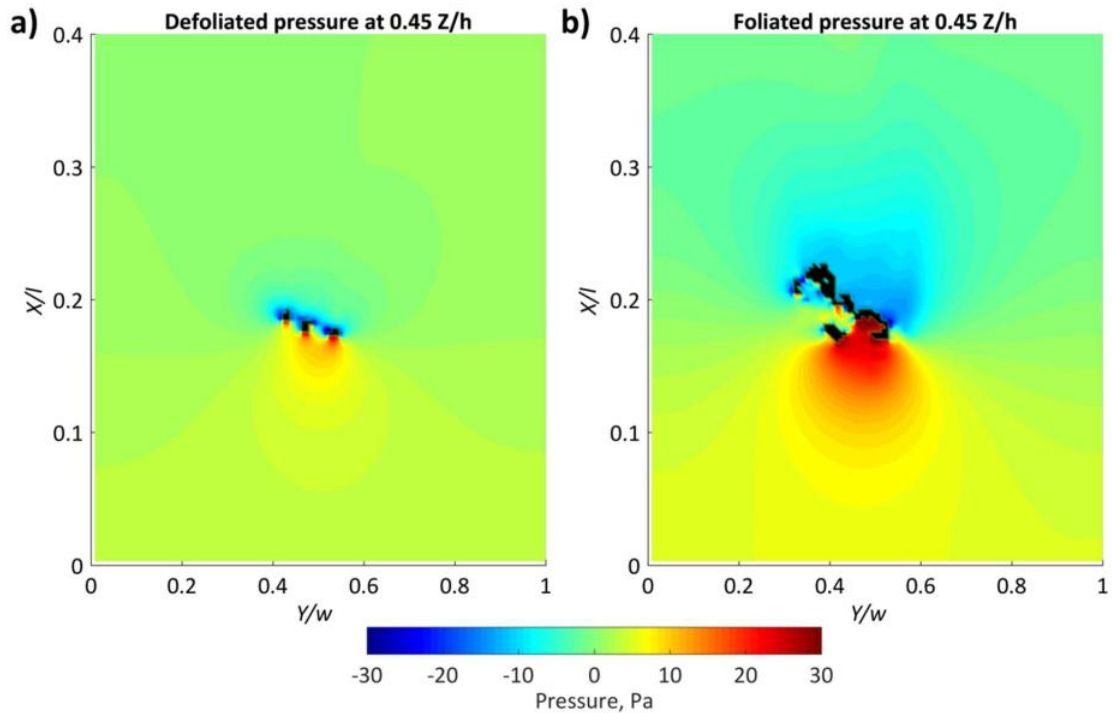 a) Defoliated pressure at 0.45 Z/h
0.4
0.3
0.2
0.1
0
X/l
0 0.2 0.4 0.6 0.8 1
Y/w
b) Foliated pressure at 0.45 Z/h
0.4
0.3
0.2
0.1
0
X/l
0 0.2 0.4 0.6 0.8 1
Y/w
-30 -20 -10 0 10 20 30
Pressure, Pa